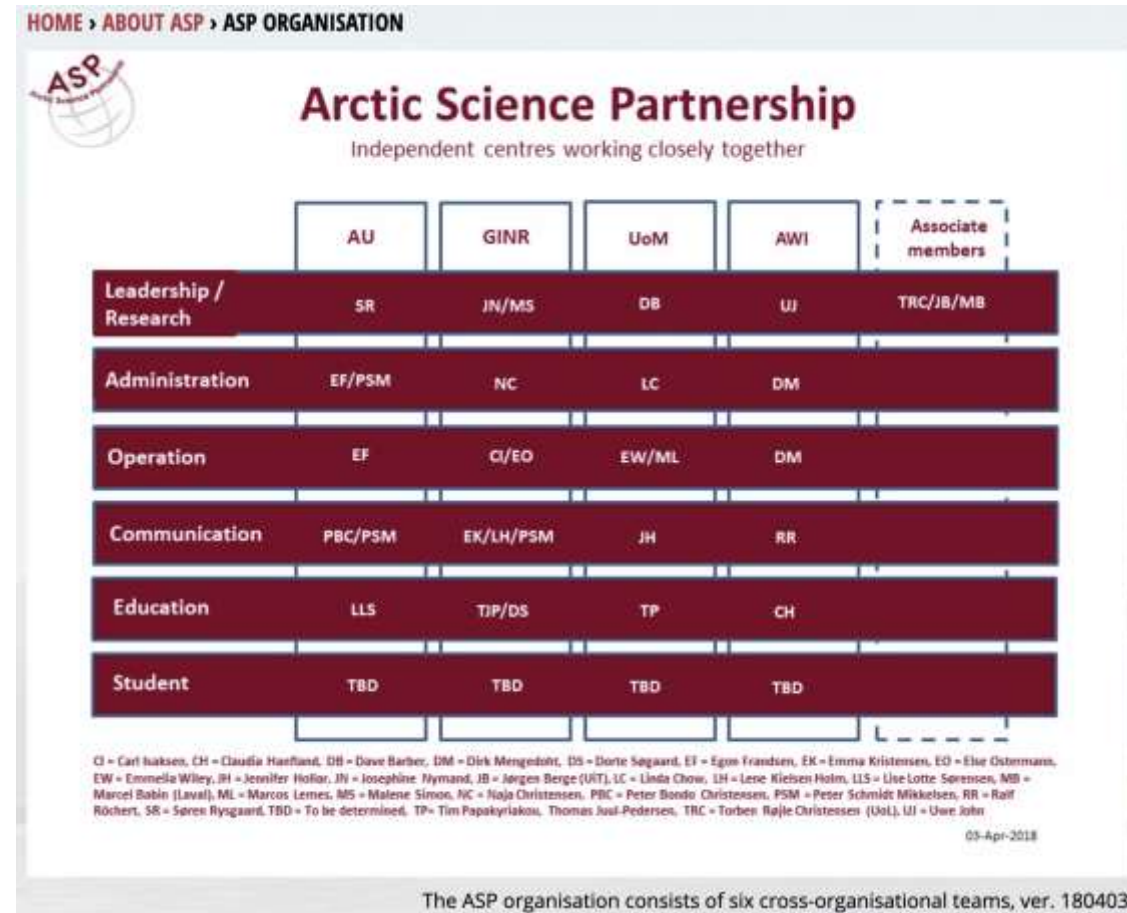 HOME › ABOUT ASP › ASP ORGANISATION
ASP
Arctic Science Partnership
Arctic Science Partnership
Independent centres working closely together
AU GINR UoM AWI Associate members
Leadership / Research SR JN/MS DB UJ TRC/JB/MB
Administration EF/PSM NC LC DM
Operation EF CI/EO EW/ML DM
Communication PBC/PSM EK/LH/PSM JH RR
Education LLS TJP/DS TP CH
Student TBD TBD TBD TBD
CI = Carl Isaksen, CH = Claudia Hanfland, DB = Dave Barber, DM = Dirk Mengedoht, DS = Dorte Søgaard, EF = Egon Frandsen, EK = Emma Kristensen, EO = Else Ostermann,
EW = Emmelia Wiley, JH = Jennifer Hollar, JN = Josephine Nymand, JB = Jørgen Berge (UiT), LC = Linda Chow, LH = Lene Kielsen Holm, LLS = Lise Lotte Sørensen, MB =
Marcel Babin (Laval), ML = Marcos Lemes, MS = Malene Simon, NC = Naja Christensen, PBC = Peter Bondo Christensen, PSM = Peter Schmidt Mikkelsen, RR = Ralf
Röchert, SR = Søren Rysgaard, TBD = To be determined, TP= Tim Papakyriakou, Thomas Juul-Pedersen, TRC = Torben Røjle Christensen (UoL), UJ = Uwe John
03-Apr-2018
The ASP organisation consists of six cross-organisational teams, ver. 180403